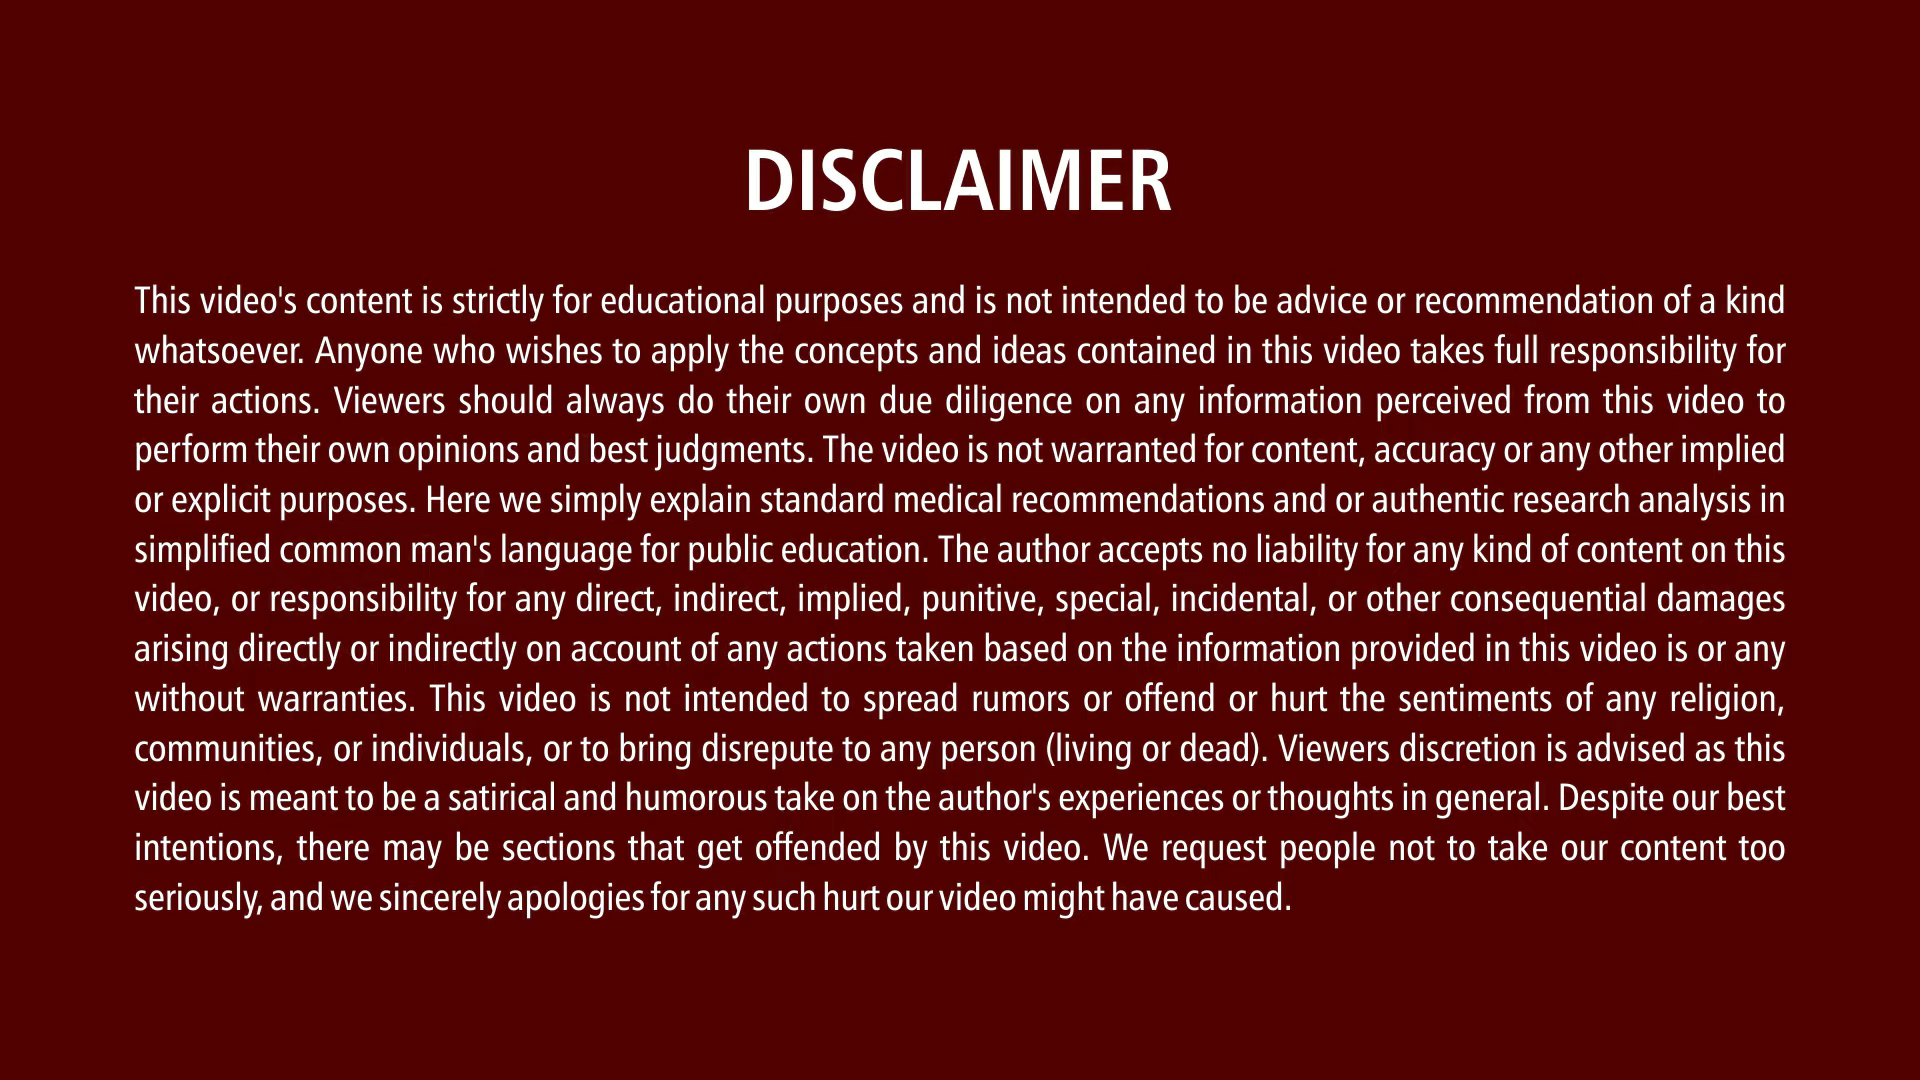 DISCLAIMER
This video's content is strictly for educational purposes and is not intended to be advice or recommendation of a kind
whatsoever. Anyone who wishes to apply the concepts and ideas contained in this video takes full responsibility for
their actions. Viewers should always do their own due diligence on any information perceived from this video to
perform their own opinions and best judgments. The video is not warranted for content, accuracy or any other implied
or explicit purposes. Here we simply explain standard medical recommendations and or authentic research analysis in
simplified common man's language for public education. The author accepts no liability for any kind of content on this
video, or responsibility for any direct, indirect, implied, punitive, special, incidental, or other consequential damages
arising directly or indirectly on account of any actions taken based on the information provided in this video is or any
without warranties. This video is not intended to spread rumors or offend or hurt the sentiments of any religion,
communities, or individuals, or to bring disrepute to any person (living or dead). Viewers discretion is advised as this
video is meant to be a satirical and humorous take on the author's experiences or thoughts in general. Despite our best
intentions, there may be sections that get offended by this video. We request people not to take our content too
seriously, and we sincerely apologies for any such hurt our video might have caused.